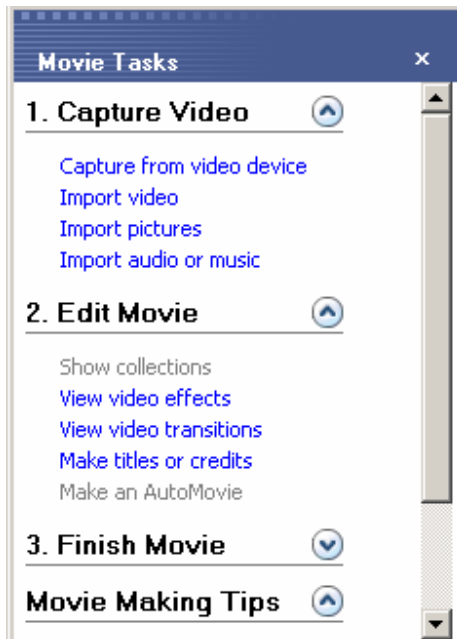 Movie Tasks
1. Capture Video
Capture from video device
Import video
Import pictures
Import audio or music
2. Edit Movie
Show collections
View video effects
View video transitions
Make titles or credits
Make an AutoMovie
3. Finish Movie
Movie Making Tips